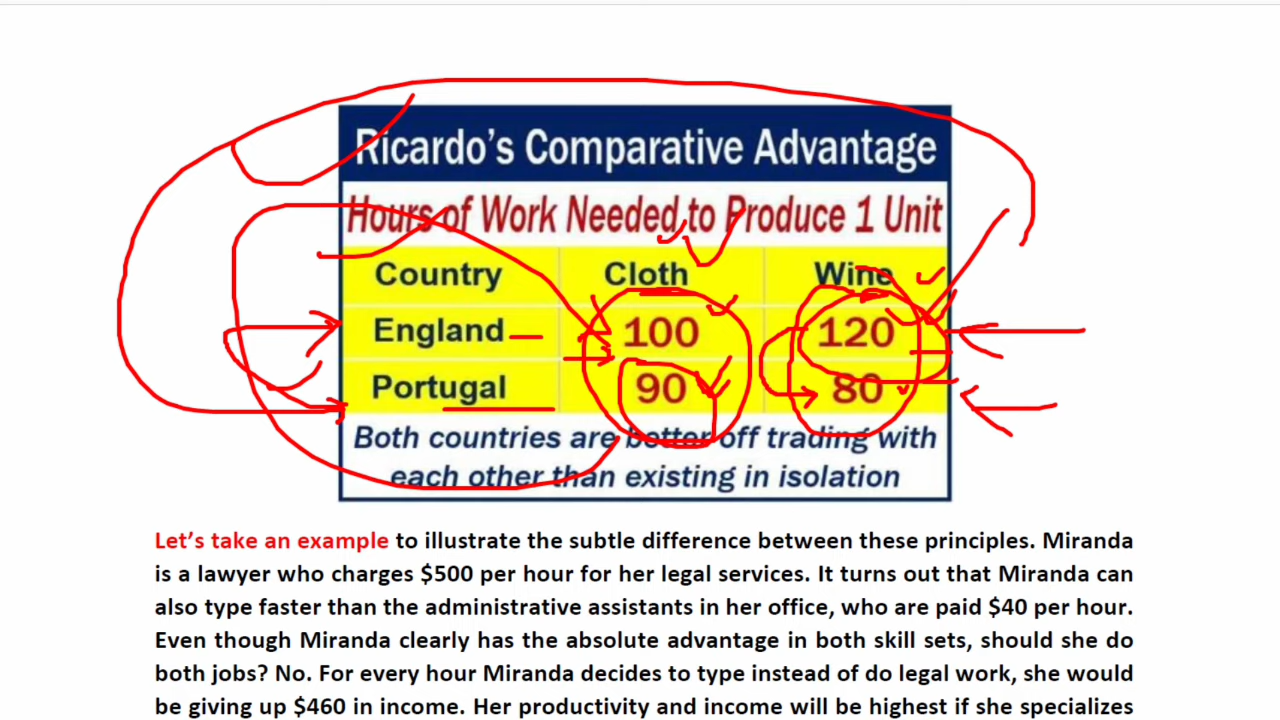 Ricardo's Comparative Advantage
Hours of Work Needed to Produce 1 Unit
Country Cloth Wine
England 100 120
Portugal 90 80
Both countries are better off trading with
each other than existing in isolation
Let's take an example to illustrate the subtle difference between these principles. Miranda
is a lawyer who charges $500 per hour for her legal services. It turns out that Miranda can
also type faster than the administrative assistants in her office, who are paid $40 per hour.
Even though Miranda clearly has the absolute advantage in both skill sets, should she do
both jobs? No. For every hour Miranda decides to type instead of do legal work, she would
be giving up $460 in income. Her productivity and income will be highest if she specializes